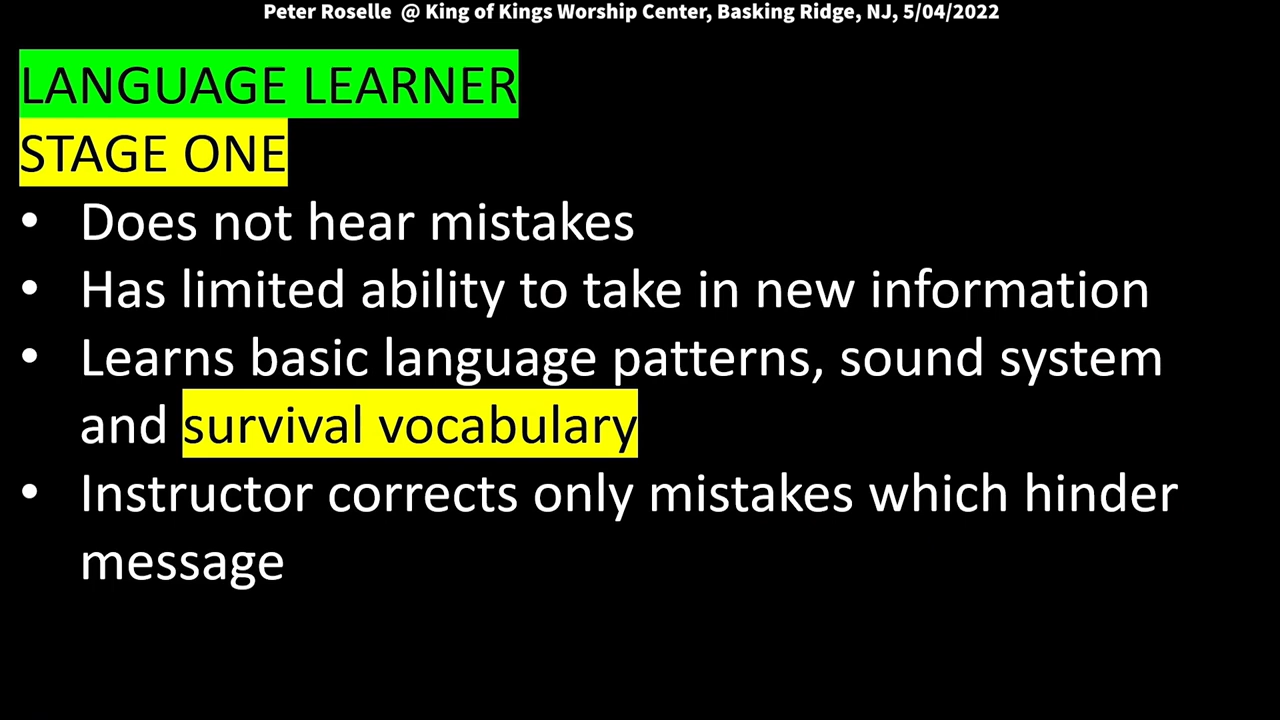 Peter Roselle @ King of Kings Worship Center, Basking Ridge, NJ, 5/04/2022
LANGUAGE LEARNER
STAGE ONE
• Does not hear mistakes
• Has limited ability to take in new information
• Learns basic language patterns, sound system
and survival vocabulary
• Instructor corrects only mistakes which hinder
message